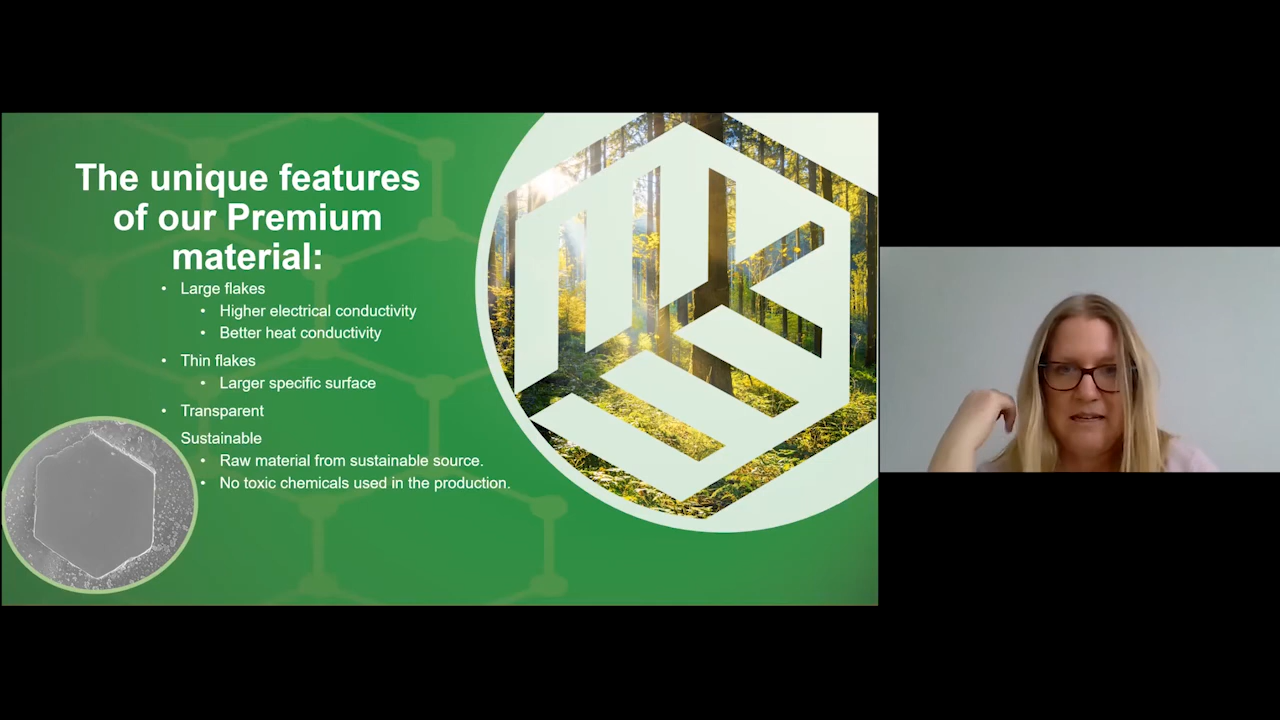 The unique features
of our Premium
material:
• Large flakes
• Higher electrical conductivity
• Better heat conductivity
• Thin flakes
• Larger specific surface
• Transparent
Sustainable
• Raw material from sustainable source.
• No toxic chemicals used in the production.